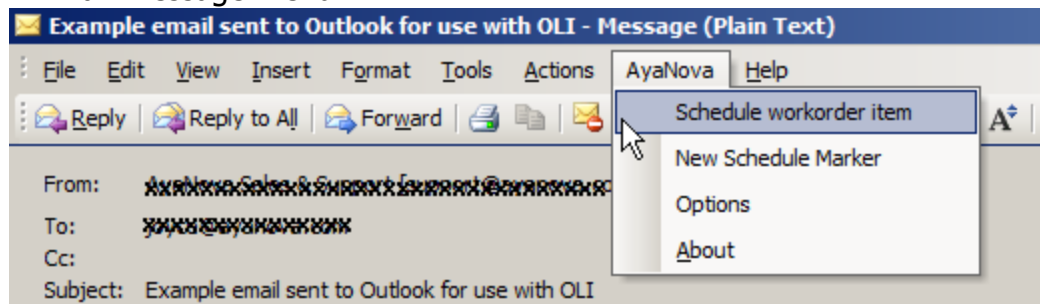 Example email sent to Outlook for use with OLI - Message (Plain Text)
File Edit View Insert Format Tools Actions AyaNova Help
Reply Reply to All Forward
Schedule workorder item
New Schedule Marker
Options
About
From:
To:
Cc:
Subject: Example email sent to Outlook for use with OLI